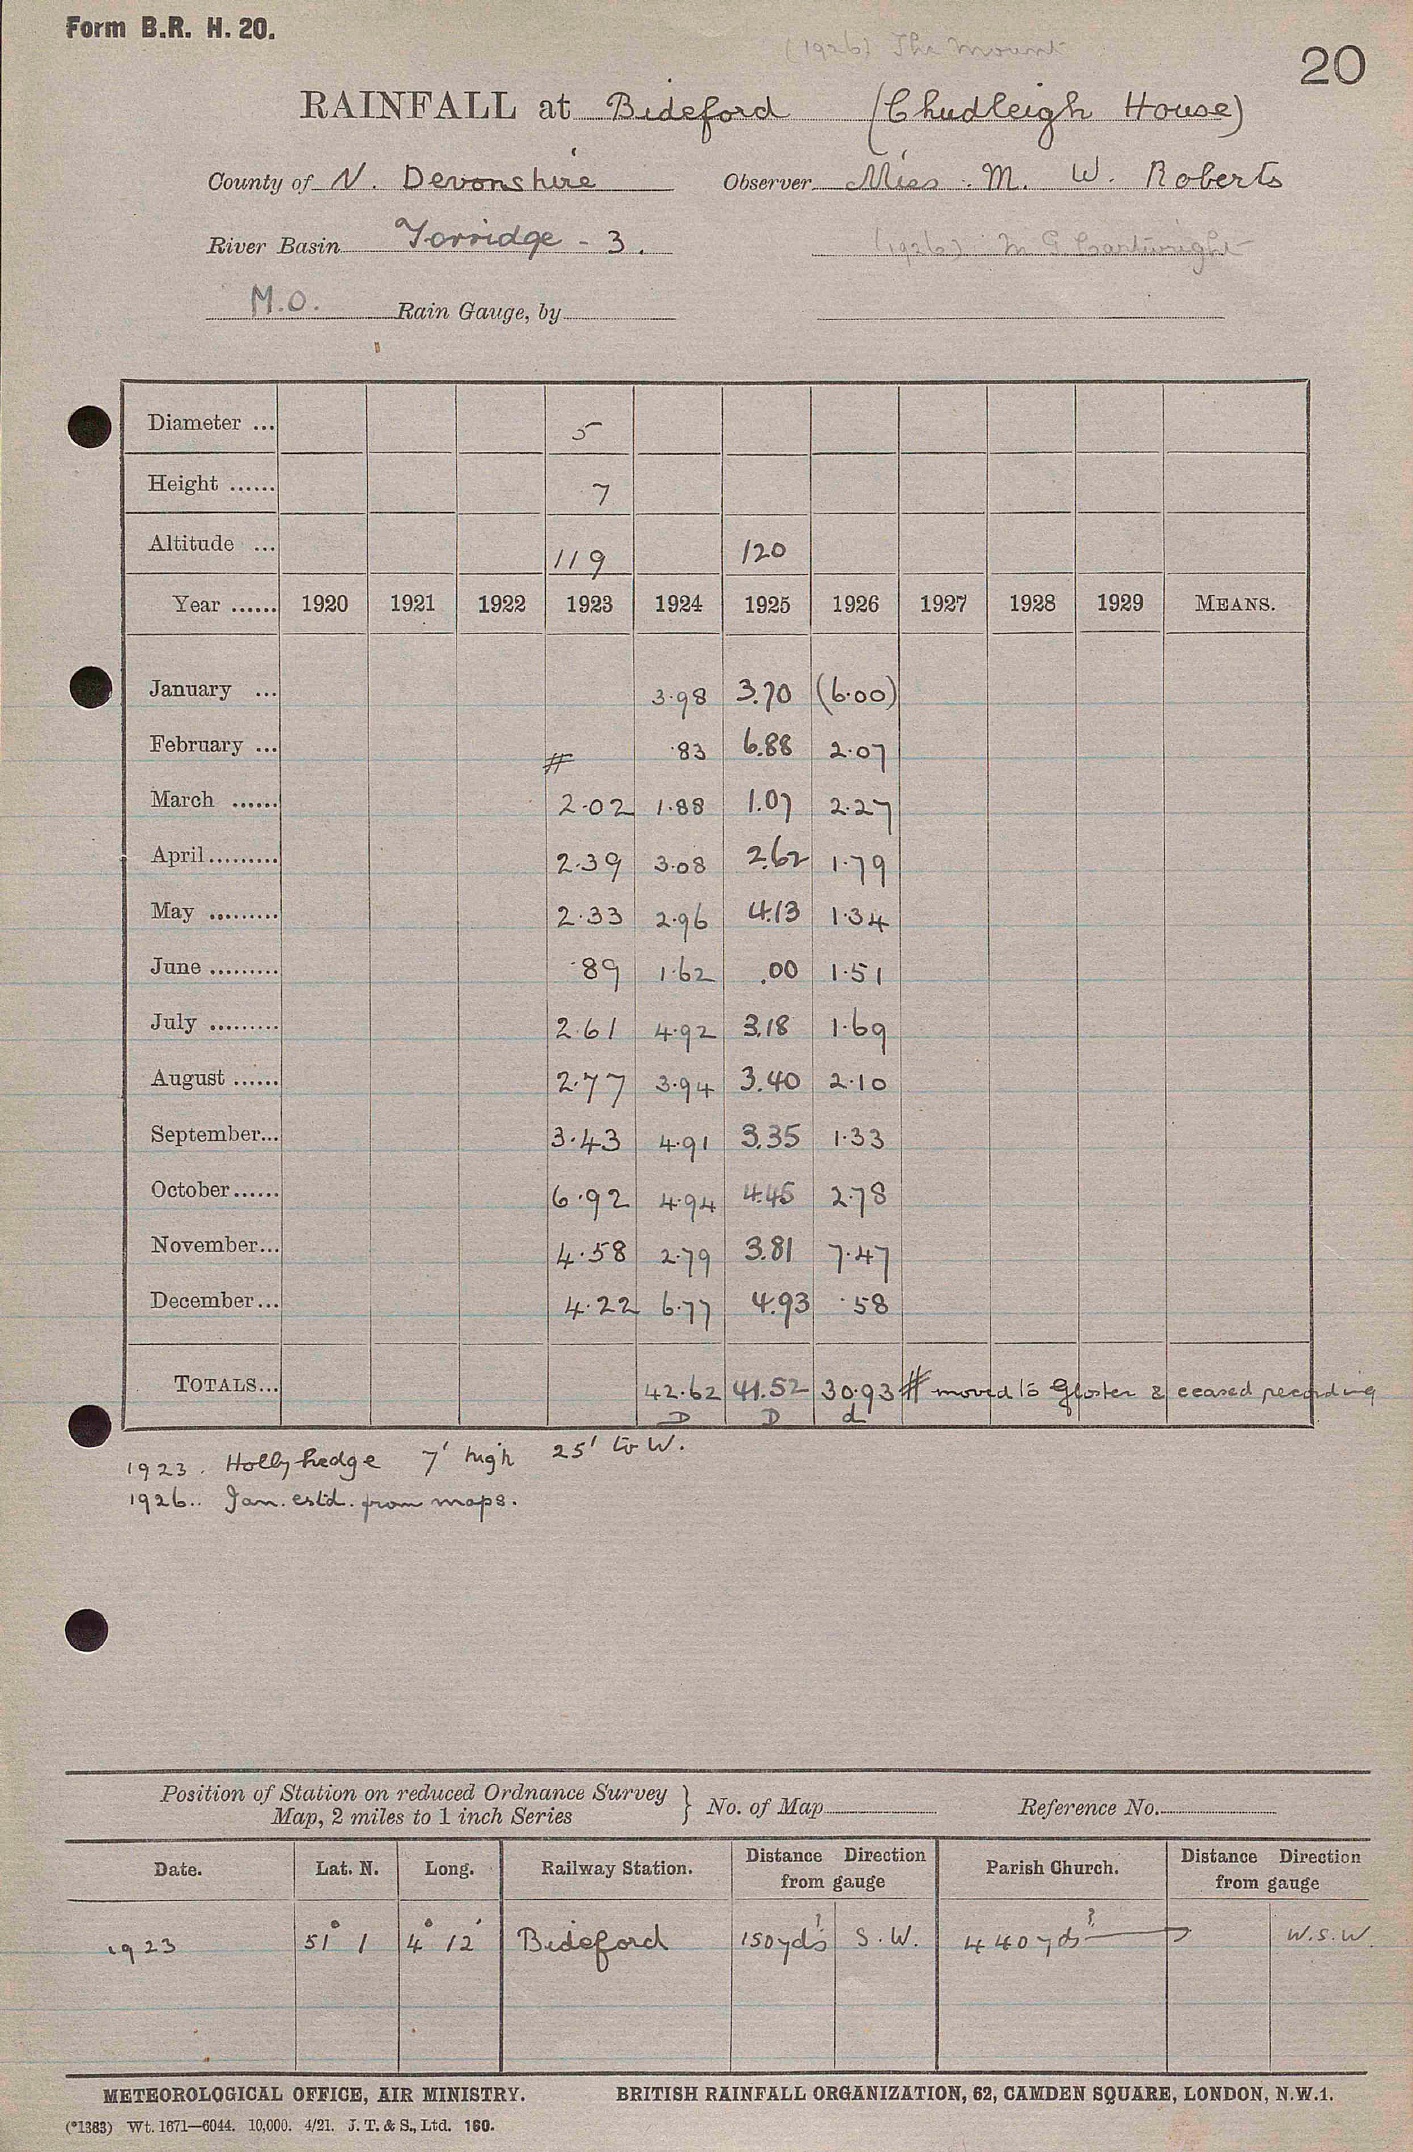 Form B.R. H. 20.
(1926) The Mount
20
RAINFALL at Bideford (Chudleigh House)
County of N. Devonshire Observer Miss. M. W. Roberts
River Basin Torridge - 3. (1926) M G Cartwright
M.O. Rain Gauge, by
Diameter ... 5
Height ...... 7
Altitude ... 119 120
Year ...... 1920 1921 1922 1923 1924 1925 1926 1927 1928 1929 MEANS.
January ... 3.98 3.70 (6.00)
February ... # .83 6.88 2.07
March ...... 2.02 1.88 1.07 2.27
April......... 2.39 3.08 2.62 1.79
May ......... 2.33 2.96 4.13 1.34
June ......... .89 1.62 .00 1.51
July ......... 2.61 4.92 3.18 1.69
August ...... 2.77 3.94 3.40 2.10
September... 3.43 4.91 3.35 1.33
October...... 6.92 4.94 4.45 2.78
November... 4.58 2.79 3.81 7.47
December... 4.22 6.77 4.93 .58
TOTALS... 42.62 41.52 30.93 # moved to Gloster & ceased recording
D D d
1923. Holly hedge 7' high 25' to W.
1926.. Jan. estd. from maps.
Position of Station on reduced Ordnance Survey
Map, 2 miles to 1 inch Series } No. of Map Reference No.
Date. Lat. N. Long. Railway Station. Distance Direction from gauge Parish Church. Distance Direction from gauge
1923 51° 1 4° 12' Bideford 150yds? S.W. 440yds? W.S.W.
METEOROLOGICAL OFFICE, AIR MINISTRY. BRITISH RAINFALL ORGANIZATION, 62, CAMDEN SQUARE, LONDON, N.W.1.
(*1383) Wt. 1671—6044. 10,000. 4/21. J. T. & S., Ltd. 160.